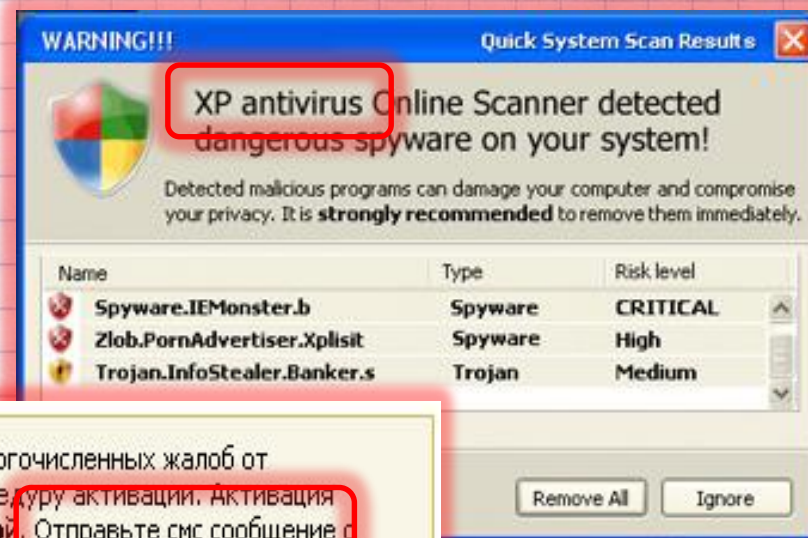 WARNING!!! Quick System Scan Results
XP antivirus Online Scanner detected
dangerous spyware on your system!
Detected malicious programs can damage your computer and compromise
your privacy. It is strongly recommended to remove them immediately.
Name Type Risk level
Spyware.IEMonster.b Spyware CRITICAL
Zlob.PornAdvertiser.Xplisit Spyware High
Trojan.InfoStealer.Banker.s Trojan Medium
Remove All Ignore
жалоб от
активации. Активация
Отправьте смс сообщение